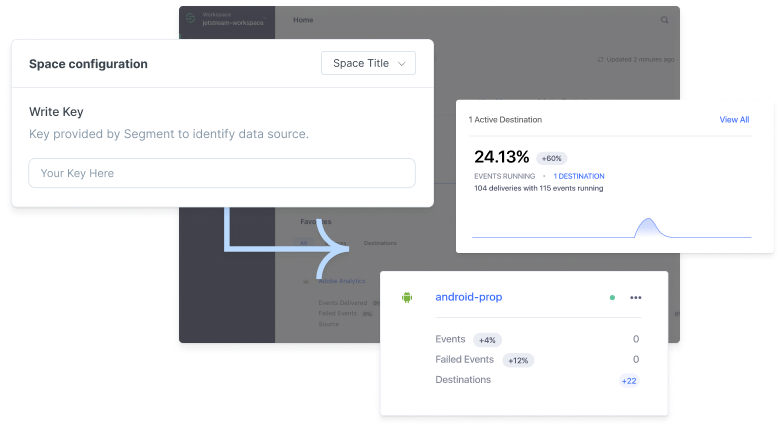 Workspace
jetstream-workspace
Home
Updated 2 minutes ago
Space configuration
Space Title
Write Key
Key provided by Segment to identify data source.
Your Key Here
1 Active Destination
View All
24.13% +60%
EVENTS RUNNING • 1 DESTINATION
104 deliveries with 115 events running
Favorites
All
Destinations
Adobe Analytics
Events Delivered
Failed Events
Source
android-prop
Events +4% 0
Failed Events +12% 0
Destinations +22